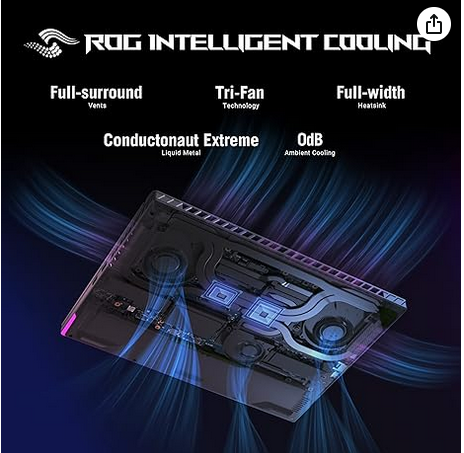 ROG INTELLIGENT COOLING
Full-surround
Vents
Tri-Fan
Technology
Full-width
Heatsink
Conductonaut Extreme
Liquid Metal
0dB
Ambient Cooling